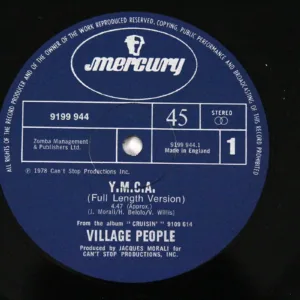 ALL RIGHTS OF THE RECORD PRODUCER AND OF THE OWNER OF THE WORK REPRODUCED RESERVED. COPYING, PUBLIC PERFORMANCE AND BROADCASTING OF THIS RECORD PROHIBITED
mercury
9199 944
45
STEREO
Zomba Management
& Publishers Ltd.
9199 944.1
Made in England
1
℗ 1978 Can't Stop Productions Inc.
Y.M.C.A.
(Full Length Version)
4.47 (Approx.)
(J. Morali/H. Belolo/V. Willis)
From the album "CRUISIN'" 9109 614
VILLAGE PEOPLE
Produced by JACQUES MORALI for
CAN'T STOP PRODUCTIONS, INC.